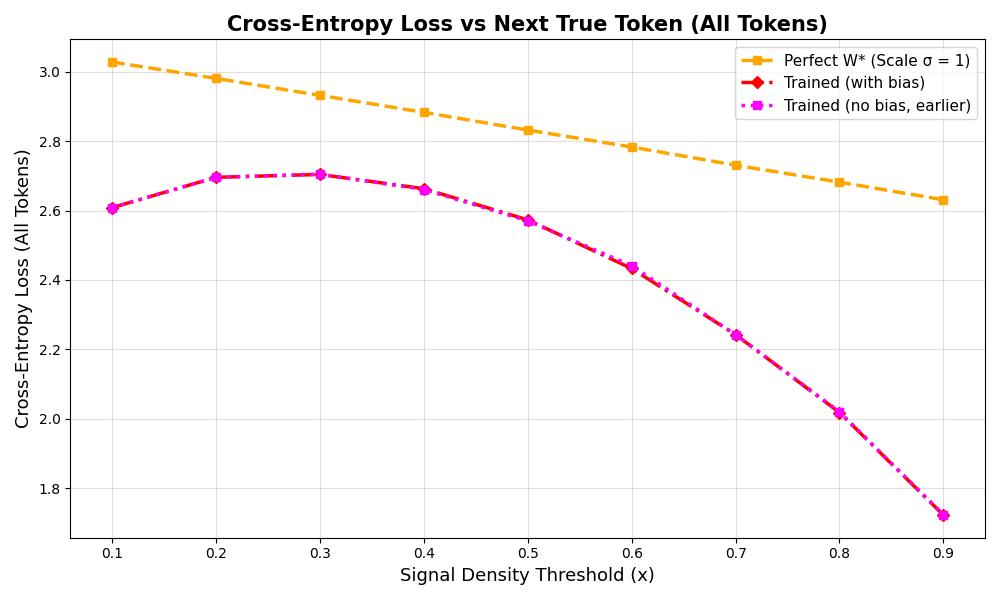 Cross-Entropy Loss vs Next True Token (All Tokens)
Cross-Entropy Loss (All Tokens)
3.0
2.8
2.6
2.4
2.2
2.0
1.8
Perfect W* (Scale σ = 1)
Trained (with bias)
Trained (no bias, earlier)
0.1 0.2 0.3 0.4 0.5 0.6 0.7 0.8 0.9
Signal Density Threshold (x)